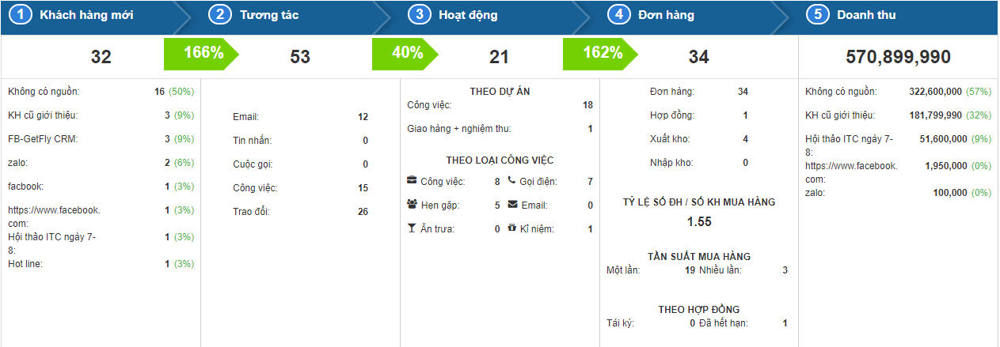 1 Khách hàng mới
2 Tương tác
3 Hoạt động
4 Đơn hàng
5 Doanh thu
32
166%
53
40%
21
162%
34
570,899,990
Không có nguồn: 16 (50%)
KH cũ giới thiệu: 3 (9%)
FB-GetFly CRM: 3 (9%)
zalo: 2 (6%)
facbook: 1 (3%)
https://www.facebook. 1 (3%)
com:
Hội thảo ITC ngày 7- 1 (3%)
8:
Hot line: 1 (3%)
Email: 12
Tin nhắn: 0
Cuộc gọi: 0
Công việc: 15
Trao đổi: 26
THEO DỰ ÁN
Công việc: 18
Giao hàng + nghiệm thu: 1
THEO LOẠI CÔNG VIỆC
Công việc: 8 Gọi điện: 7
Hẹn gặp: 5 Email: 0
Ăn trưa: 0 Kỉ niệm: 1
Đơn hàng: 34
Hợp đồng: 1
Xuất kho: 4
Nhập kho: 0
TỶ LỆ SỐ ĐH / SỐ KH MUA HÀNG
1.55
TẦN SUẤT MUA HÀNG
Một lần: 19 Nhiều lần: 3
THEO HỢP ĐỒNG
Tái ký: 0 Đã hết hạn: 1
Không có nguồn: 322,600,000 (57%)
KH cũ giới thiệu: 181,799,990 (32%)
Hội thảo ITC ngày 7- 51,600,000 (9%)
8:
https://www.facebook. 1,950,000 (0%)
com:
zalo: 100,000 (0%)